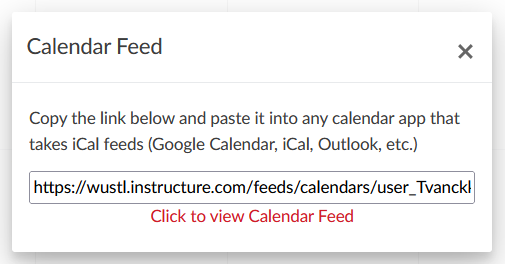 Calendar Feed
Copy the link below and paste it into any calendar app that
takes iCal feeds (Google Calendar, iCal, Outlook, etc.)
https://wustl.instructure.com/feeds/calendars/user_Tvanckl
Click to view Calendar Feed